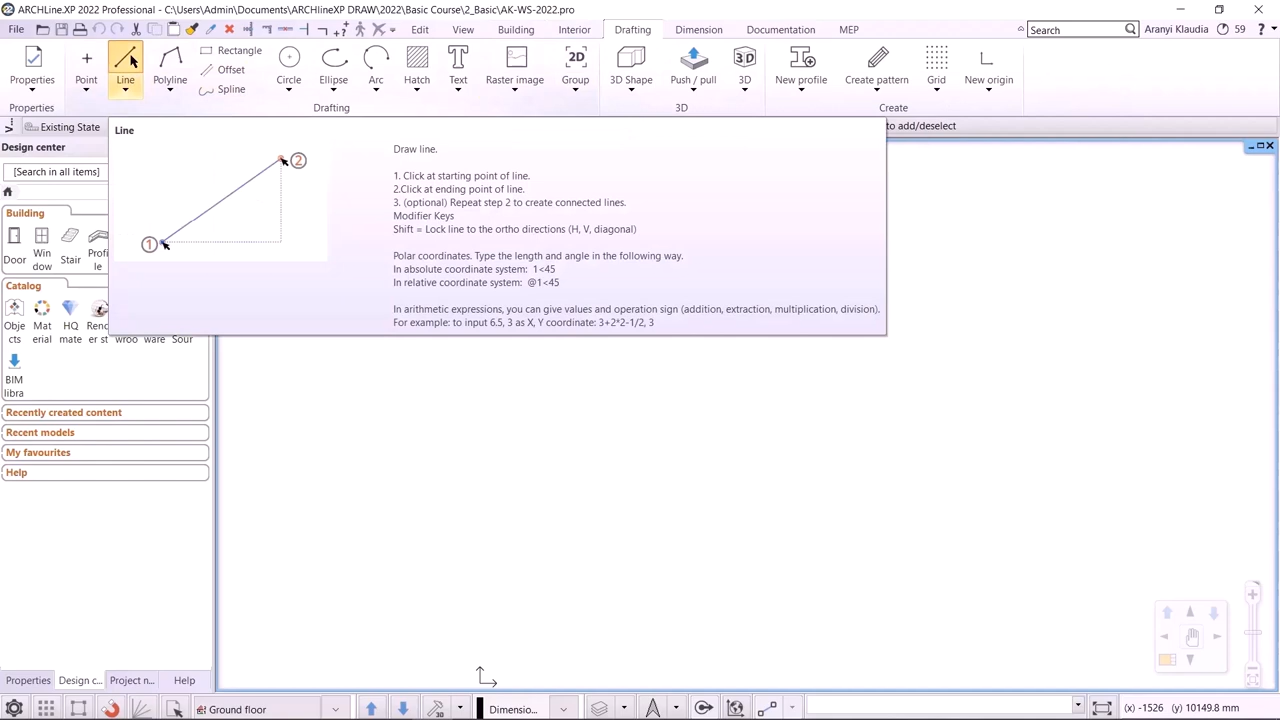 ARCHLine.XP 2022 Professional - C:\Users\Admin\Documents\ARCHlineXP DRAW\2022\Basic Course\2_Basic\AK-WS-2022.pro
File Edit View Building Interior Drafting Dimension Documentation MEP Search Aranyi Klaudia 59
Properties Point Line Polyline Rectangle Offset Spline Circle Ellipse Arc Hatch Text Raster image Group 3D Shape Push / pull 3D New profile Create pattern Grid New origin
Properties Drafting 3D Create
Existing State to add/deselect
Design center
[Search in all items]
Building
Door Win dow Stair Profi le
Catalog
Obje cts Mat erial HQ mate Renc er st wroo ware Sour
BIM libra
Recently created content
Recent models
My favourites
Help
Line
1 2
Draw line.
1. Click at starting point of line.
2.Click at ending point of line.
3. (optional) Repeat step 2 to create connected lines.
Modifier Keys
Shift = Lock line to the ortho directions (H, V, diagonal)
Polar coordinates. Type the length and angle in the following way.
In absolute coordinate system:  1<45
In relative coordinate system:  @1<45
In arithmetic expressions, you can give values and operation sign (addition, extraction, multiplication, division).
For example: to input 6.5, 3 as X, Y coordinate: 3+2*2-1/2, 3
Properties Design c... Project n... Help
Ground floor 30 Dimensio... (x) -1526 (y) 10149.8 mm